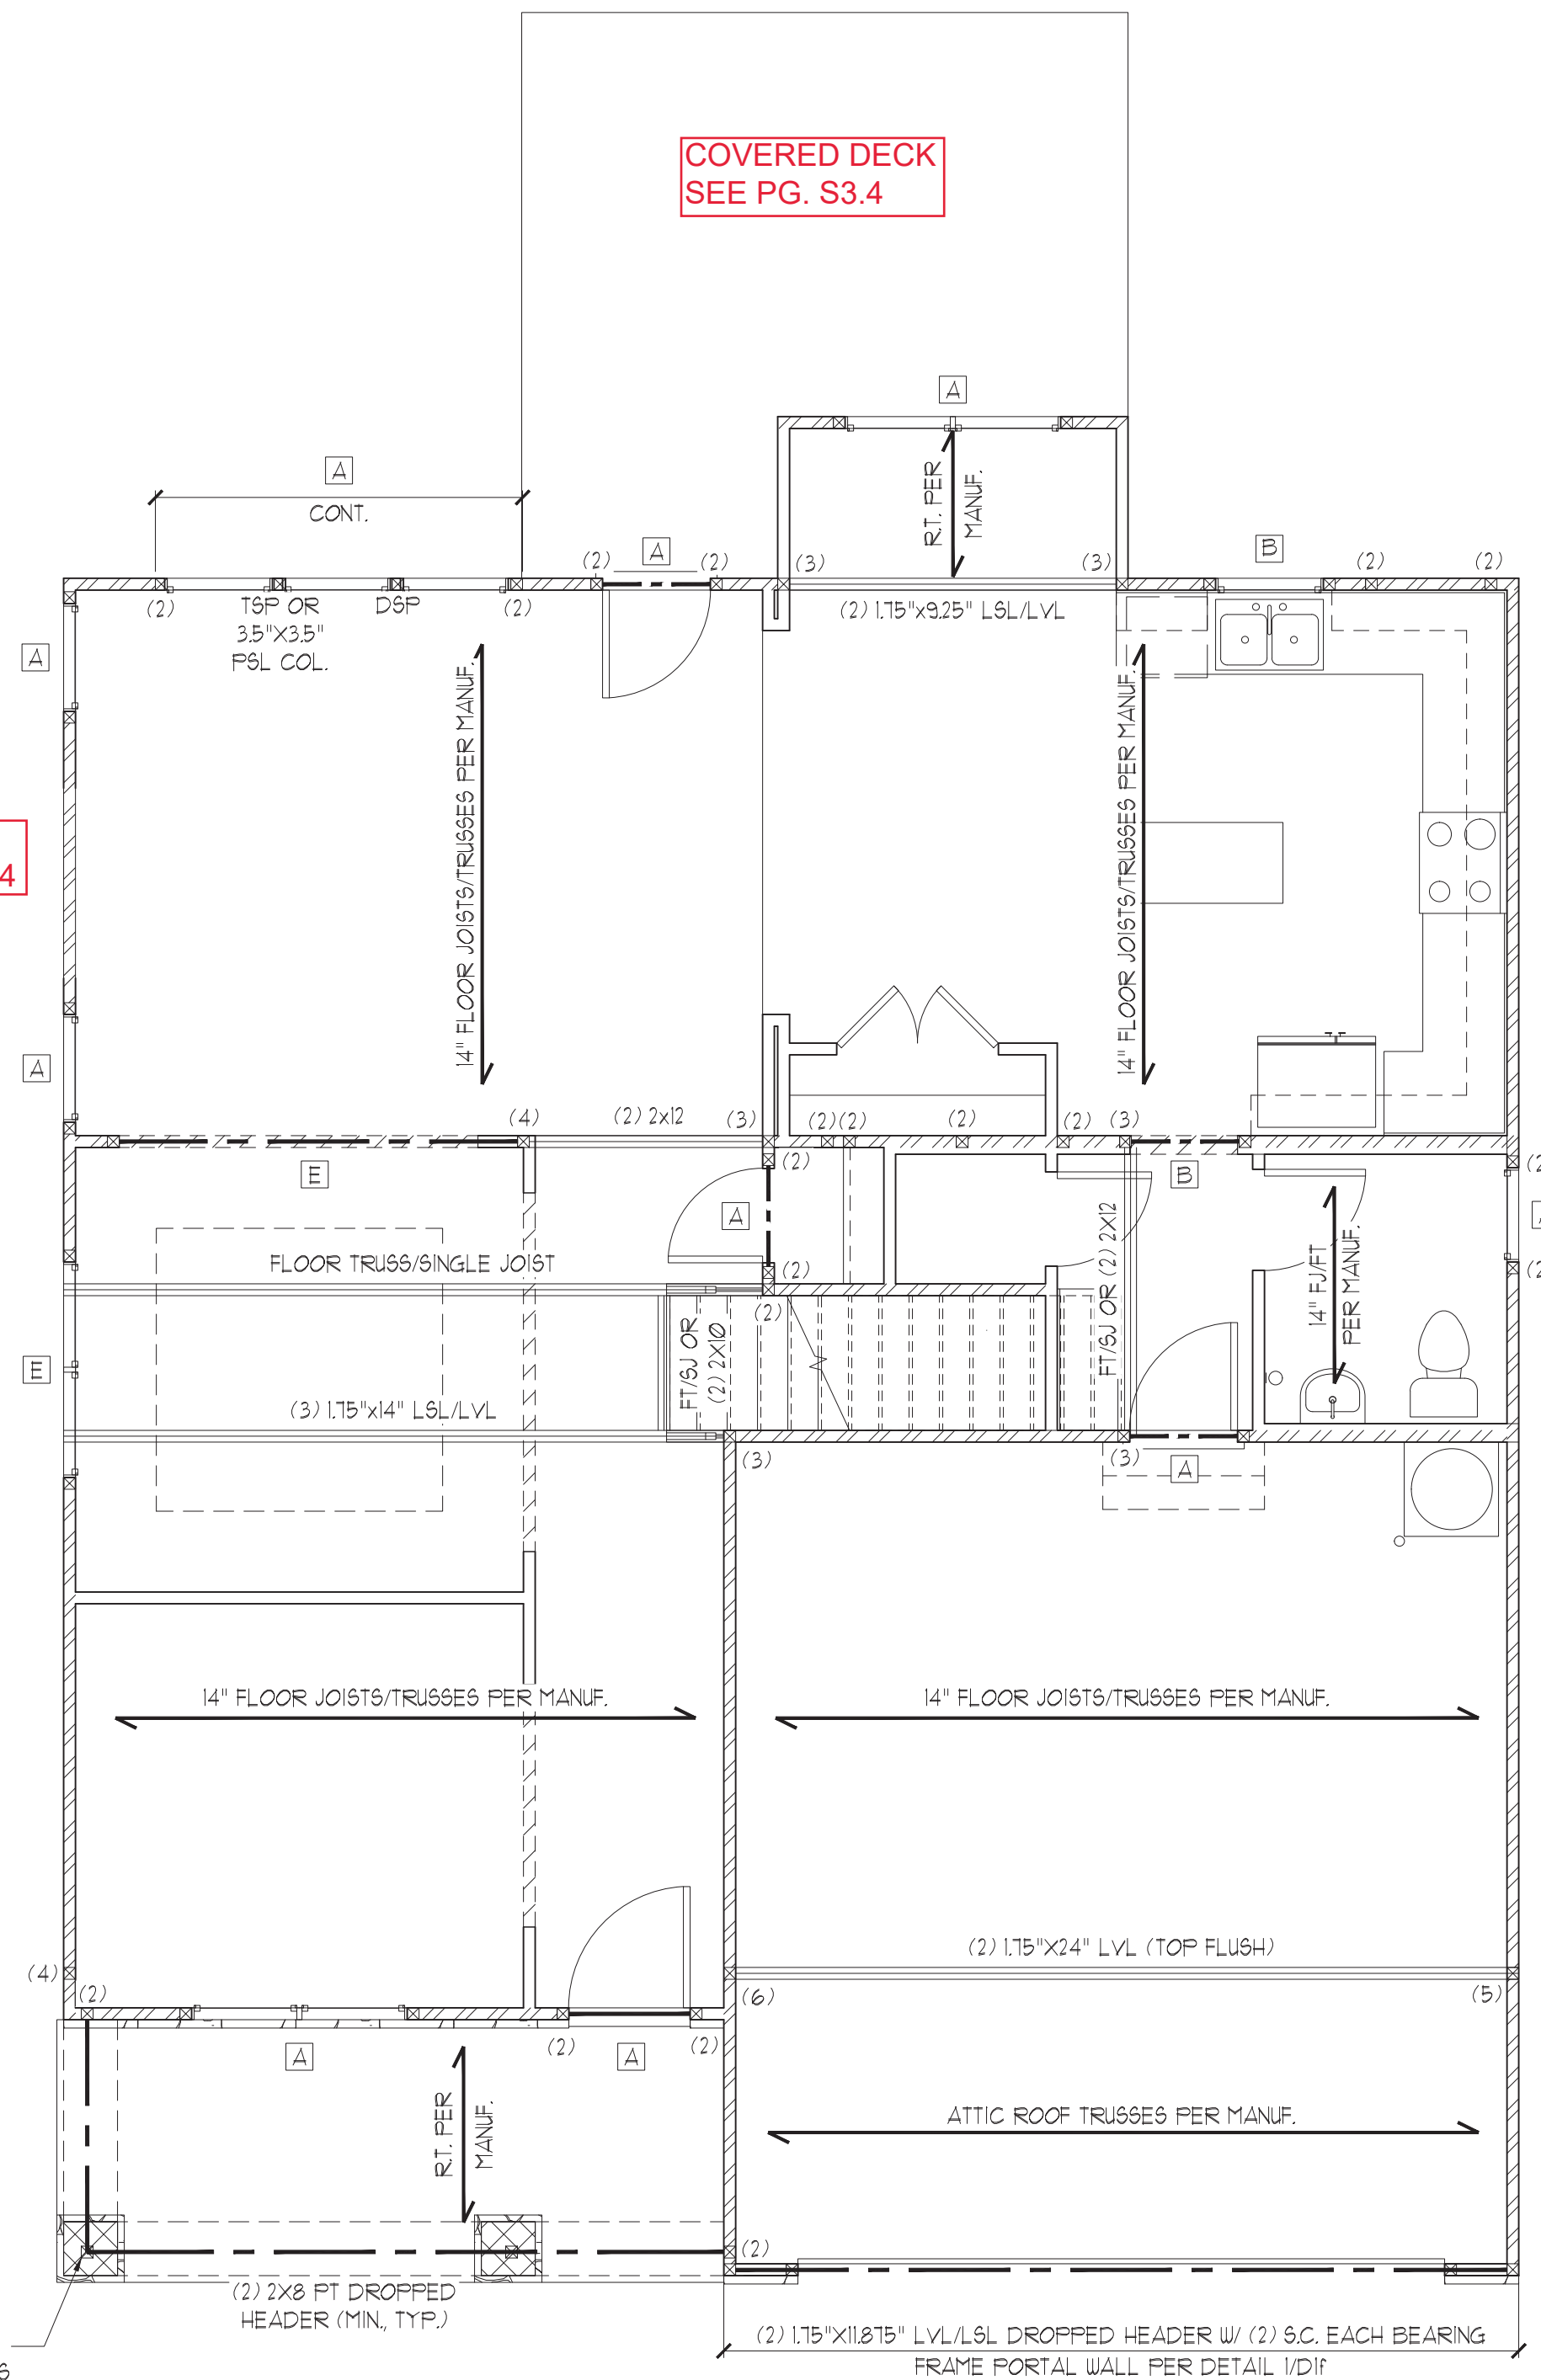 COVERED DECK
SEE PG. S3.4
A
R.T. PER
MANUF.
A
CONT.
A
B
(2)
(2)
(3)
(3)
(2)
(2)
(2)
TSP OR
3.5"X3.5"
PSL COL.
DSP
(2)
(2) 1.75"x9.25" LSL/LVL
A
14" FLOOR JOISTS/TRUSSES PER MANUF.
14" FLOOR JOISTS/TRUSSES PER MANUF.
4
A
(4)
(2) 2x12
(3)
(2)
(2)
(2)
(2)
(3)
E
(2)
B
(2
A
FT/SJ OR (2) 2X12
14" FJ/FT
PER MANUF.
FLOOR TRUSS/SINGLE JOIST
(2)
(2
(2)
FT/SJ OR
(2) 2X10
E
(3) 1.75"x14" LSL/LVL
(3)
(3)
A
14" FLOOR JOISTS/TRUSSES PER MANUF.
14" FLOOR JOISTS/TRUSSES PER MANUF.
(2) 1.75"X24" LVL (TOP FLUSH)
(4)
(2)
(6)
(5)
A
(2)
A
(2)
R.T. PER
MANUF.
ATTIC ROOF TRUSSES PER MANUF.
(2)
(2) 2X8 PT DROPPED
HEADER (MIN., TYP.)
(2) 1.75"X11.875" LVL/LSL DROPPED HEADER W/ (2) S.C. EACH BEARING
FRAME PORTAL WALL PER DETAIL 1/D1f
S